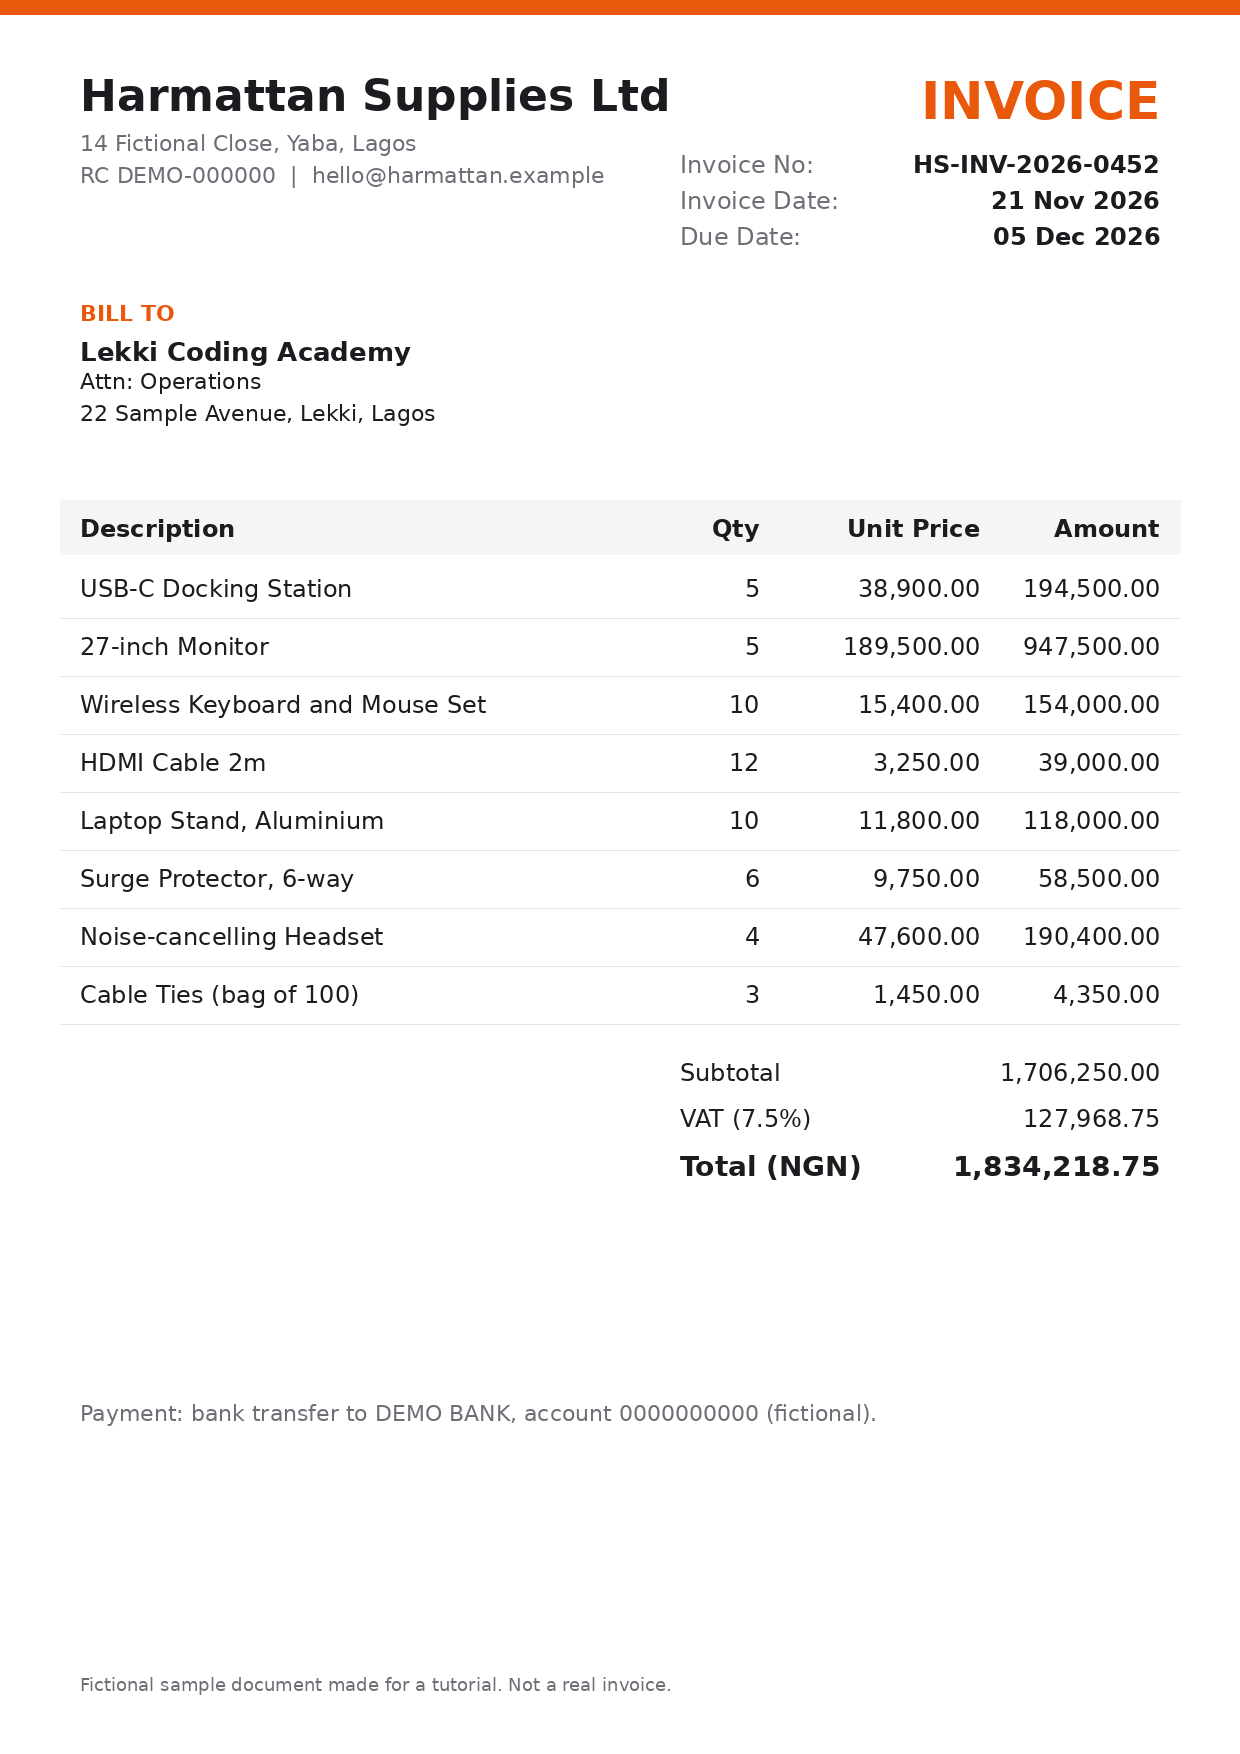 Harmattan Supplies Ltd
14 Fictional Close, Yaba, Lagos
RC DEMO-000000 | hello@harmattan.example
INVOICE
Invoice No: HS-INV-2026-0452
Invoice Date: 21 Nov 2026
Due Date: 05 Dec 2026
BILL TO
Lekki Coding Academy
Attn: Operations
22 Sample Avenue, Lekki, Lagos
Description Qty Unit Price Amount
USB-C Docking Station 5 38,900.00 194,500.00
27-inch Monitor 5 189,500.00 947,500.00
Wireless Keyboard and Mouse Set 10 15,400.00 154,000.00
HDMI Cable 2m 12 3,250.00 39,000.00
Laptop Stand, Aluminium 10 11,800.00 118,000.00
Surge Protector, 6-way 6 9,750.00 58,500.00
Noise-cancelling Headset 4 47,600.00 190,400.00
Cable Ties (bag of 100) 3 1,450.00 4,350.00
Subtotal 1,706,250.00
VAT (7.5%) 127,968.75
Total (NGN) 1,834,218.75
Payment: bank transfer to DEMO BANK, account 0000000000 (fictional).
Fictional sample document made for a tutorial. Not a real invoice.